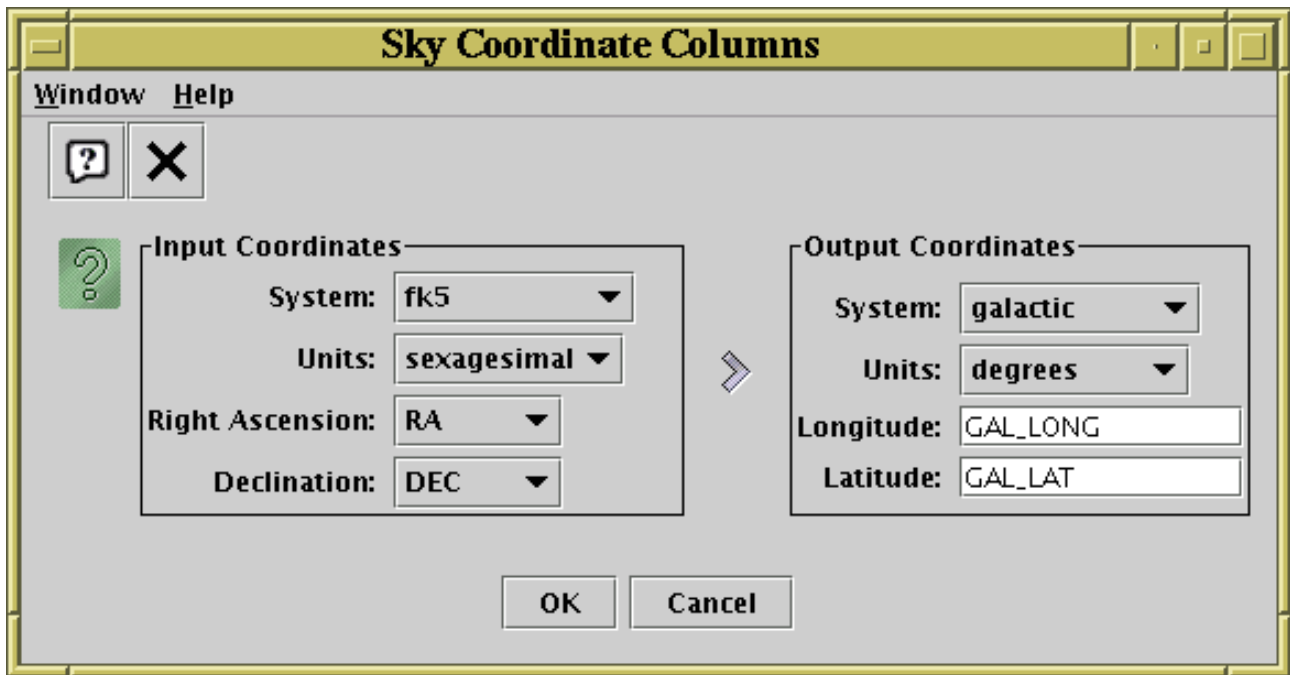 Sky Coordinate Columns
Window Help
?
Input Coordinates
System: fk5
Units: sexagesimal
Right Ascension: RA
Declination: DEC
Output Coordinates
System: galactic
Units: degrees
Longitude: GAL_LONG
Latitude: GAL_LAT
OK Cancel